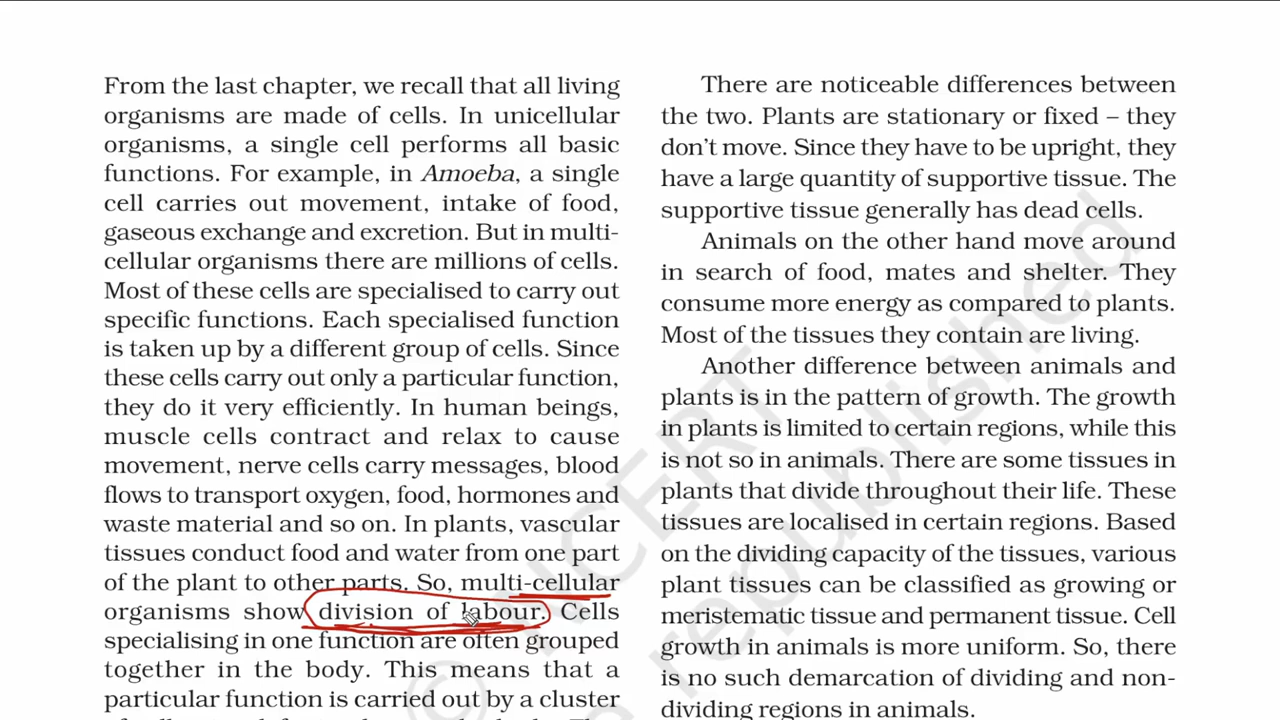 From the last chapter, we recall that all living
organisms are made of cells. In unicellular
organisms, a single cell performs all basic
functions. For example, in Amoeba, a single
cell carries out movement, intake of food,
gaseous exchange and excretion. But in multi-
cellular organisms there are millions of cells.
Most of these cells are specialised to carry out
specific functions. Each specialised function
is taken up by a different group of cells. Since
these cells carry out only a particular function,
they do it very efficiently. In human beings,
muscle cells contract and relax to cause
movement, nerve cells carry messages, blood
flows to transport oxygen, food, hormones and
waste material and so on. In plants, vascular
tissues conduct food and water from one part
of the plant to other parts. So, multi-cellular
organisms show division of labour. Cells
specialising in one function are often grouped
together in the body. This means that a
particular function is carried out by a cluster
There are noticeable differences between
the two. Plants are stationary or fixed – they
don't move. Since they have to be upright, they
have a large quantity of supportive tissue. The
supportive tissue generally has dead cells.
Animals on the other hand move around
in search of food, mates and shelter. They
consume more energy as compared to plants.
Most of the tissues they contain are living.
Another difference between animals and
plants is in the pattern of growth. The growth
in plants is limited to certain regions, while this
is not so in animals. There are some tissues in
plants that divide throughout their life. These
tissues are localised in certain regions. Based
on the dividing capacity of the tissues, various
plant tissues can be classified as growing or
meristematic tissue and permanent tissue. Cell
growth in animals is more uniform. So, there
is no such demarcation of dividing and non-
dividing regions in animals.
© NCERT
republished